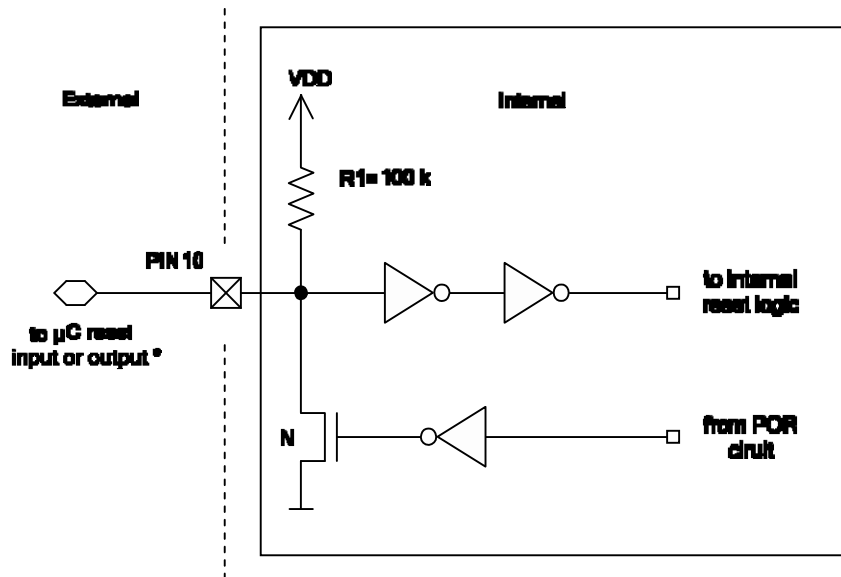 External
VDD
Internal
R1= 100 k
PIN 10
to µC reset
input or output *
to internal
reset logic
N
from POR
ciruit